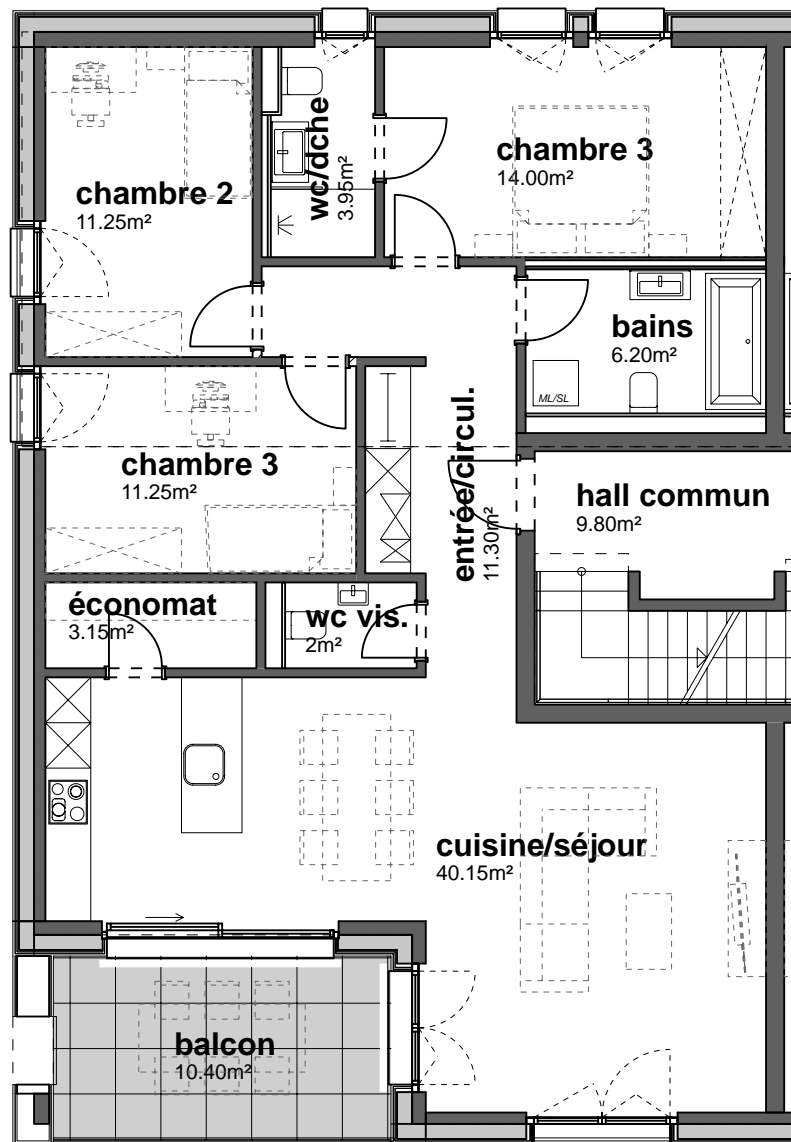 wc/dche
3.95m²
chambre 3
14.00m²
chambre 2
11.25m²
bains
6.20m²
ML/SL
chambre 3
11.25m²
entrée/circul.
11.30m²
hall commun
9.80m²
économat
3.15m²
wc vis.
2m²
cuisine/séjour
40.15m²
balcon
10.40m²